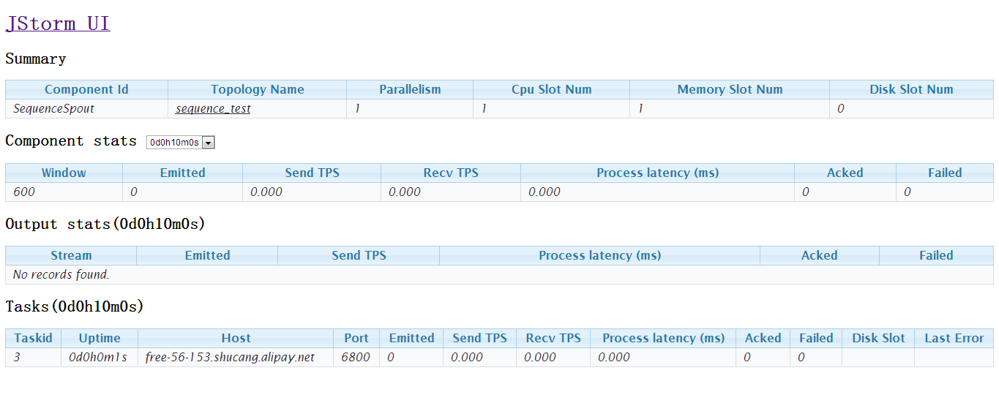 JStorm UI
Summary
Component Id Topology Name Parallelism Cpu Slot Num Memory Slot Num Disk Slot Num
SequenceSpout sequence_test 1 1 1 0
Component stats 0d0h10m0s
Window Emitted Send TPS Recv TPS Process latency (ms) Acked Failed
600 0 0.000 0.000 0.000 0 0
Output stats(0d0h10m0s)
Stream Emitted Send TPS Process latency (ms) Acked Failed
No records found.
Tasks(0d0h10m0s)
Taskid Uptime Host Port Emitted Send TPS Recv TPS Process latency (ms) Acked Failed Disk Slot Last Error
3 0d0h0m1s free-56-153.shucang.alipay.net 6800 0 0.000 0.000 0.000 0 0